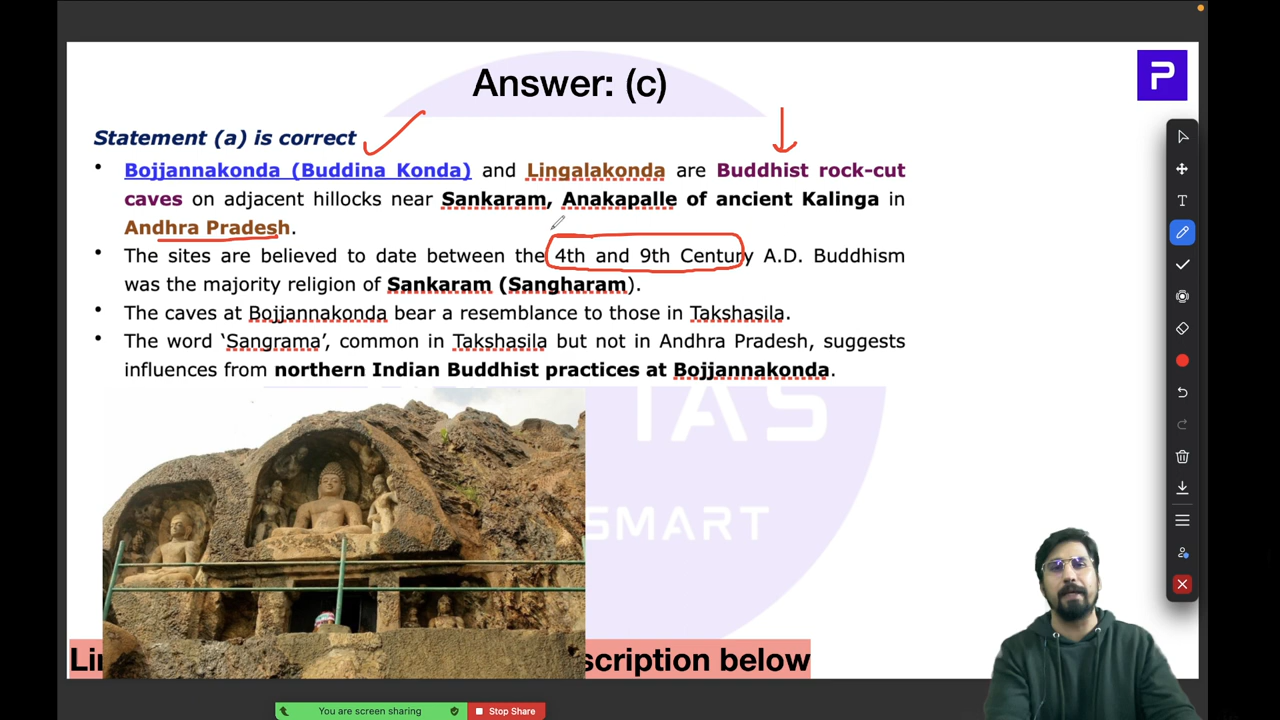 Answer: (c)
P
Statement (a) is correct
• Bojjannakonda (Buddina Konda) and Lingalakonda are Buddhist rock-cut
caves on adjacent hillocks near Sankaram, Anakapalle of ancient Kalinga in
Andhra Pradesh.
• The sites are believed to date between the 4th and 9th Century A.D. Buddhism
was the majority religion of Sankaram (Sangharam).
• The caves at Bojjannakonda bear a resemblance to those in Takshasila.
• The word ‘Sangrama’, common in Takshasila but not in Andhra Pradesh, suggests
influences from northern Indian Buddhist practices at Bojjannakonda.
IAS
SMART
T
Li scription below
You are screen sharing Stop Share